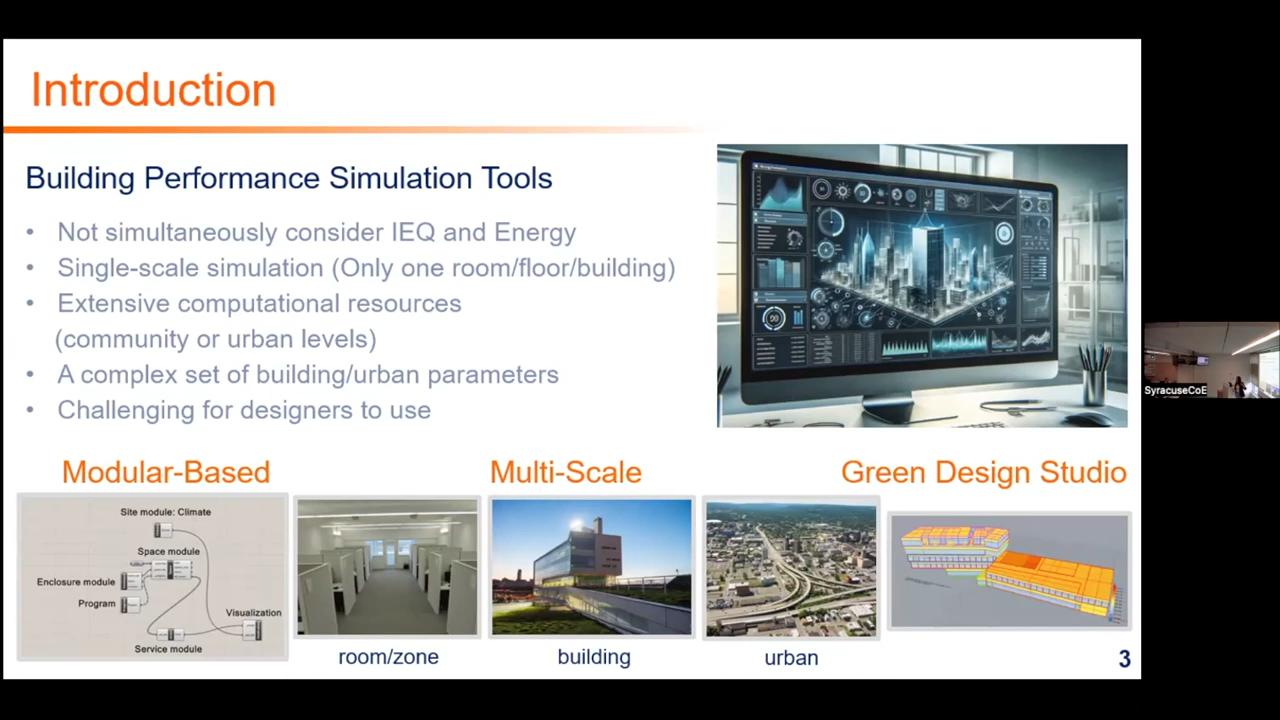 Introduction
Building Performance Simulation Tools
• Not simultaneously consider IEQ and Energy
• Single-scale simulation (Only one room/floor/building)
• Extensive computational resources
(community or urban levels)
• A complex set of building/urban parameters
• Challenging for designers to use
Modular-Based
Multi-Scale
Green Design Studio
Site module: Climate
Space module
Enclosure module
Program
Visualization
Service module
room/zone
building
urban
3
SyracuseCoE